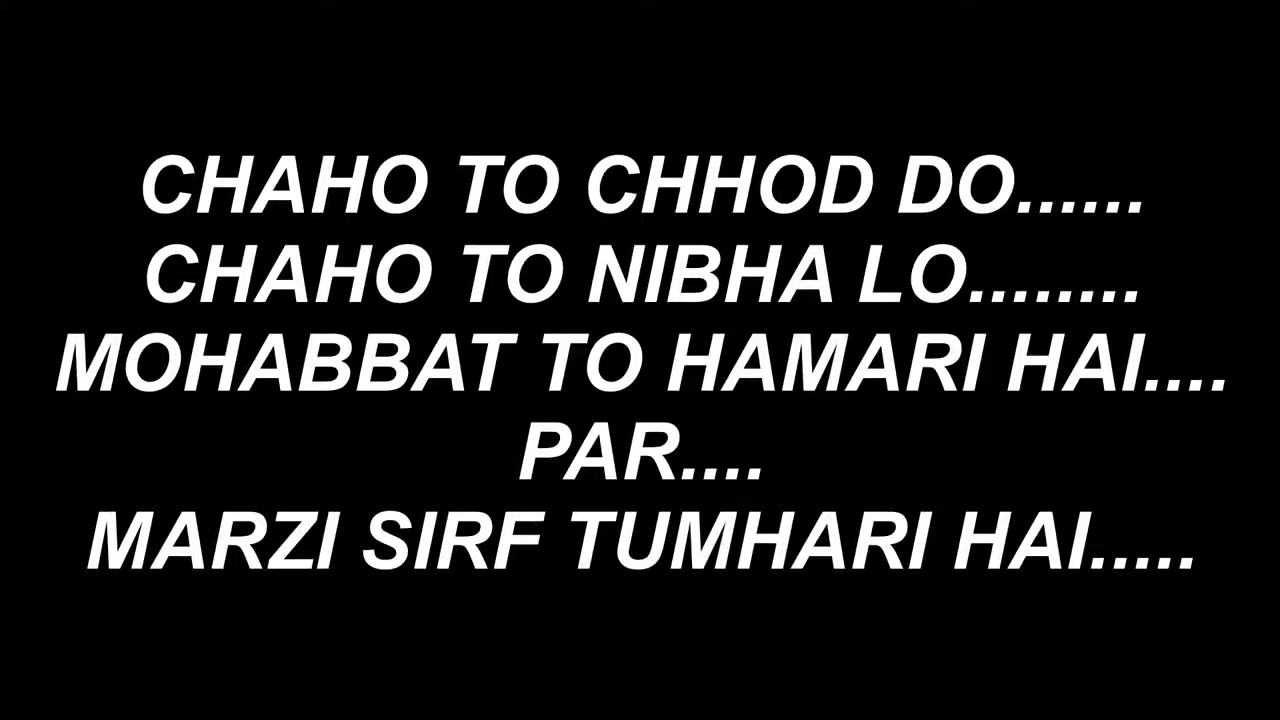 CHAHO TO CHHOD DO......
CHAHO TO NIBHA LO........
MOHABBAT TO HAMARI HAI....
PAR....
MARZI SIRF TUMHARI HAI.....